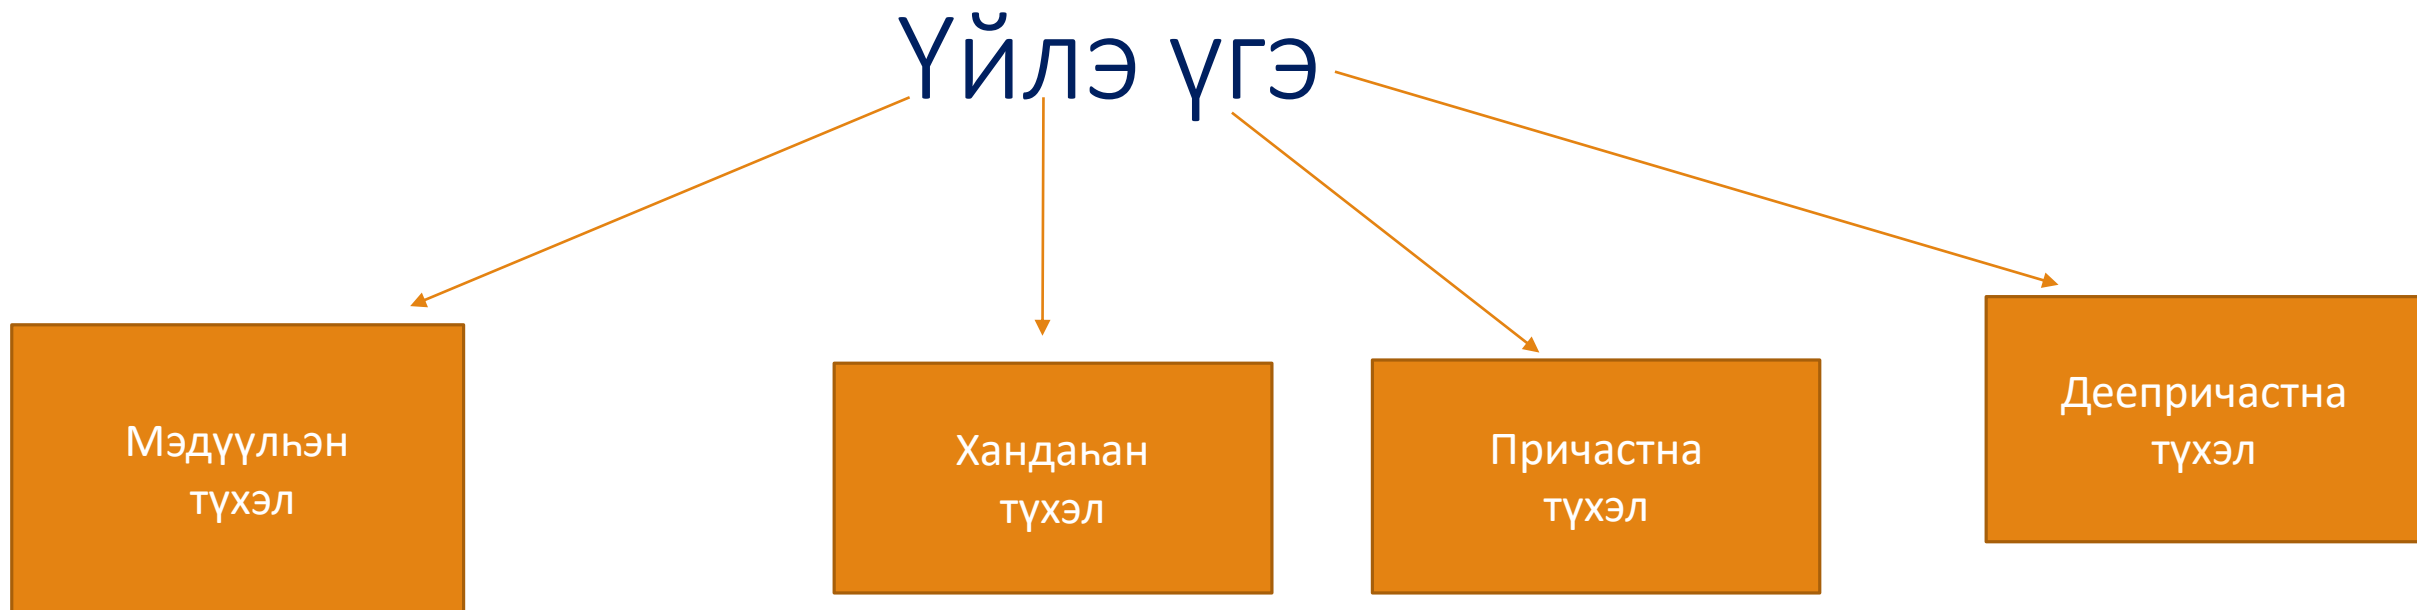 Үйлэ үгэ
Мэдүүлһэн
түхэл
Хандаһан
түхэл
Причастна
түхэл
Деепричастна
түхэл